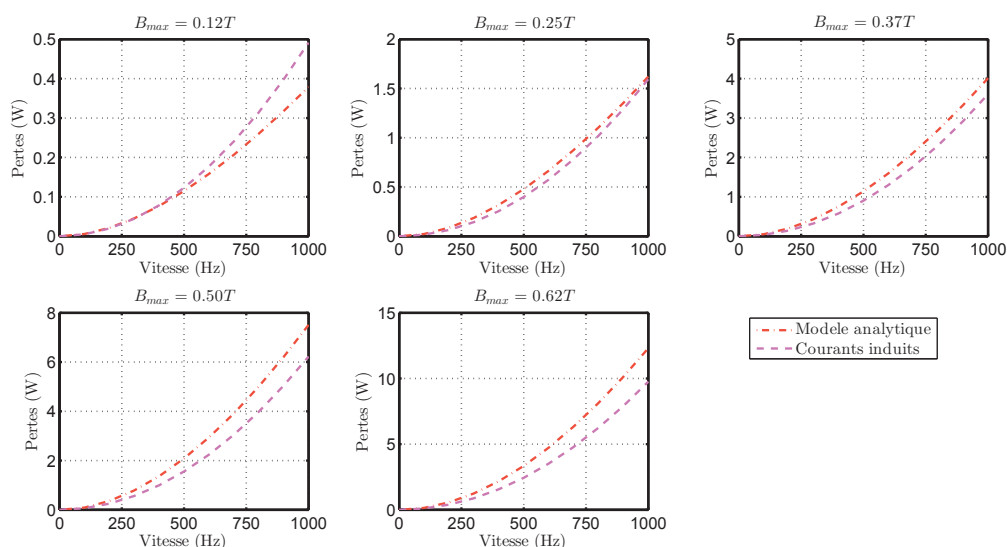 B_max = 0.12T
0.5
0.4
0.3
0.2
0.1
0
Pertes (W)
0 250 500 750 1000
Vitesse (Hz)
B_max = 0.25T
2
1.5
1
0.5
0
Pertes (W)
0 250 500 750 1000
Vitesse (Hz)
B_max = 0.37T
5
4
3
2
1
0
Pertes (W)
0 250 500 750 1000
Vitesse (Hz)
B_max = 0.50T
8
6
4
2
0
Pertes (W)
0 250 500 750 1000
Vitesse (Hz)
B_max = 0.62T
15
10
5
0
Pertes (W)
0 250 500 750 1000
Vitesse (Hz)
Modele analytique
Courants induits